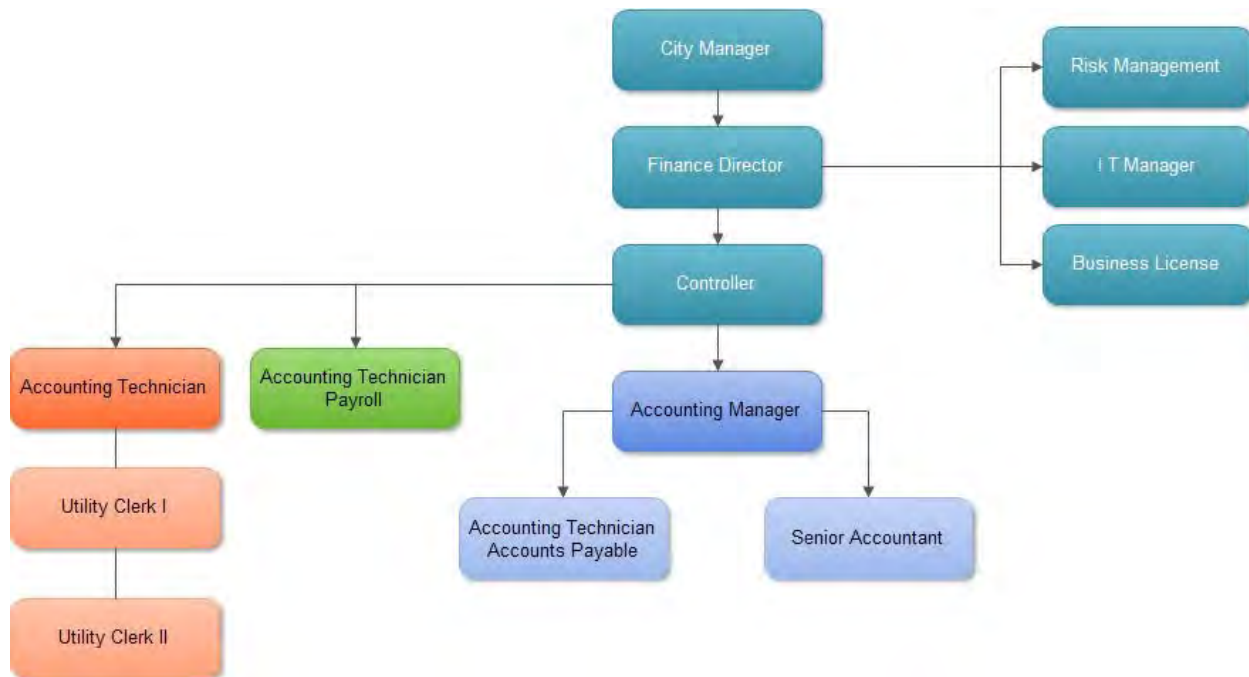 City Manager
Risk Management
Finance Director
I T Manager
Controller
Business License
Accounting Technician
Accounting Technician
Payroll
Accounting Manager
Utility Clerk I
Accounting Technician
Accounts Payable
Senior Accountant
Utility Clerk II